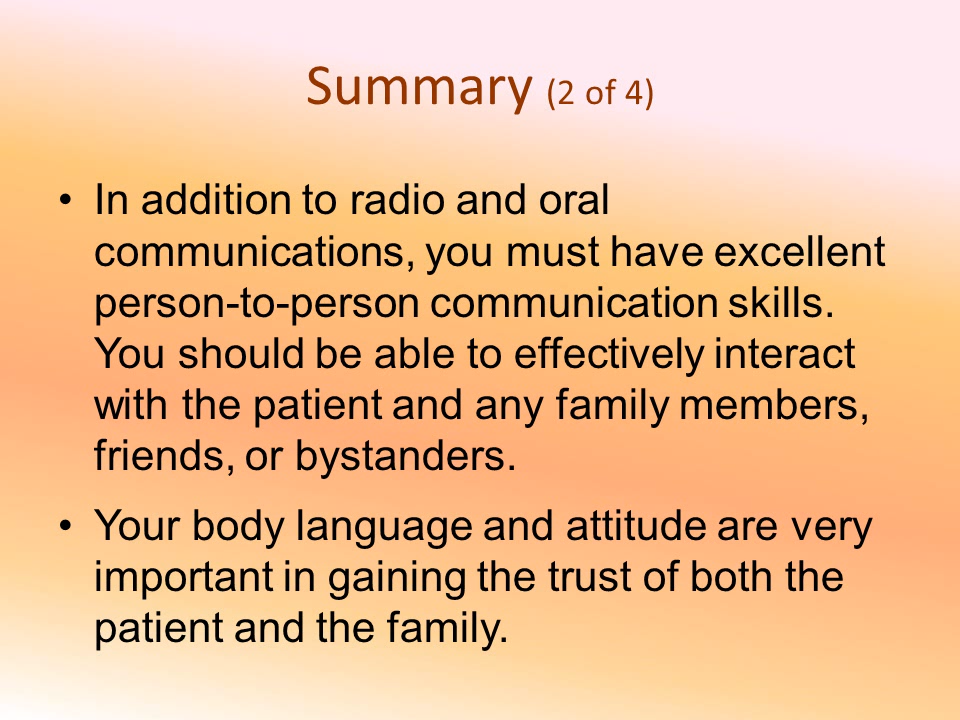 Summary (2 of 4)
• In addition to radio and oral
communications, you must have excellent
person-to-person communication skills.
You should be able to effectively interact
with the patient and any family members,
friends, or bystanders.
• Your body language and attitude are very
important in gaining the trust of both the
patient and the family.